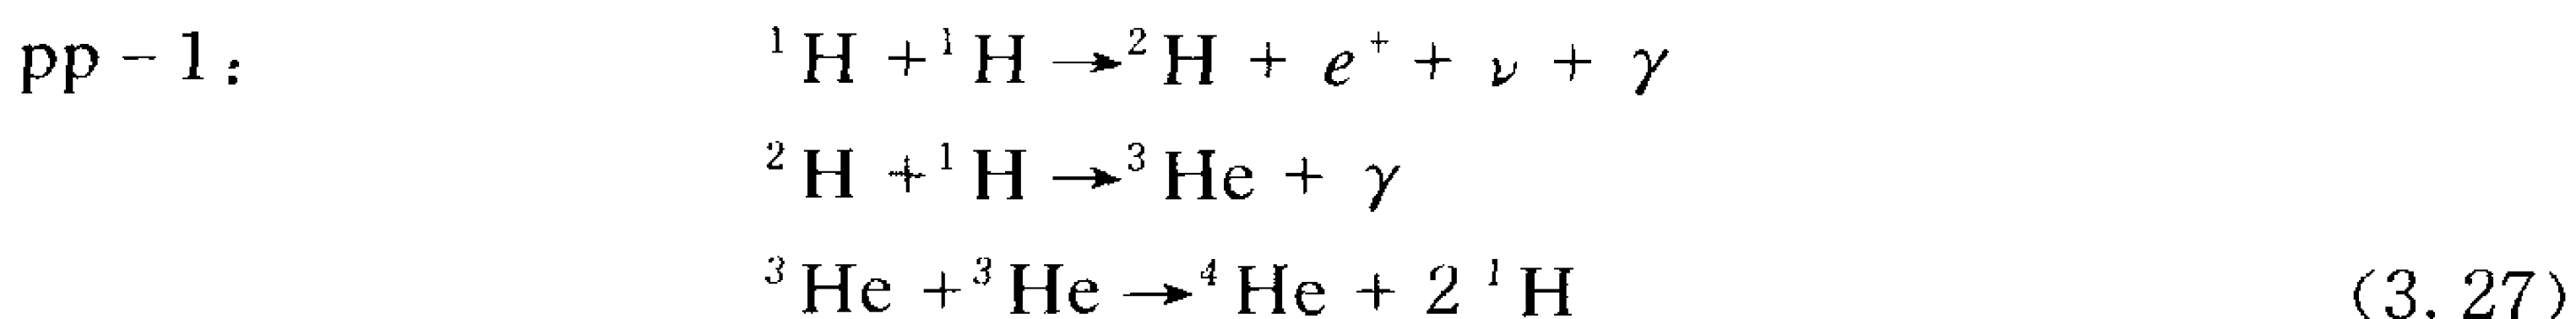 pp-1: ¹H + ¹H → ²H + e⁺ + ν + γ
²H + ¹H → ³He + γ
³He + ³He → ⁴He + 2 ¹H (3.27)